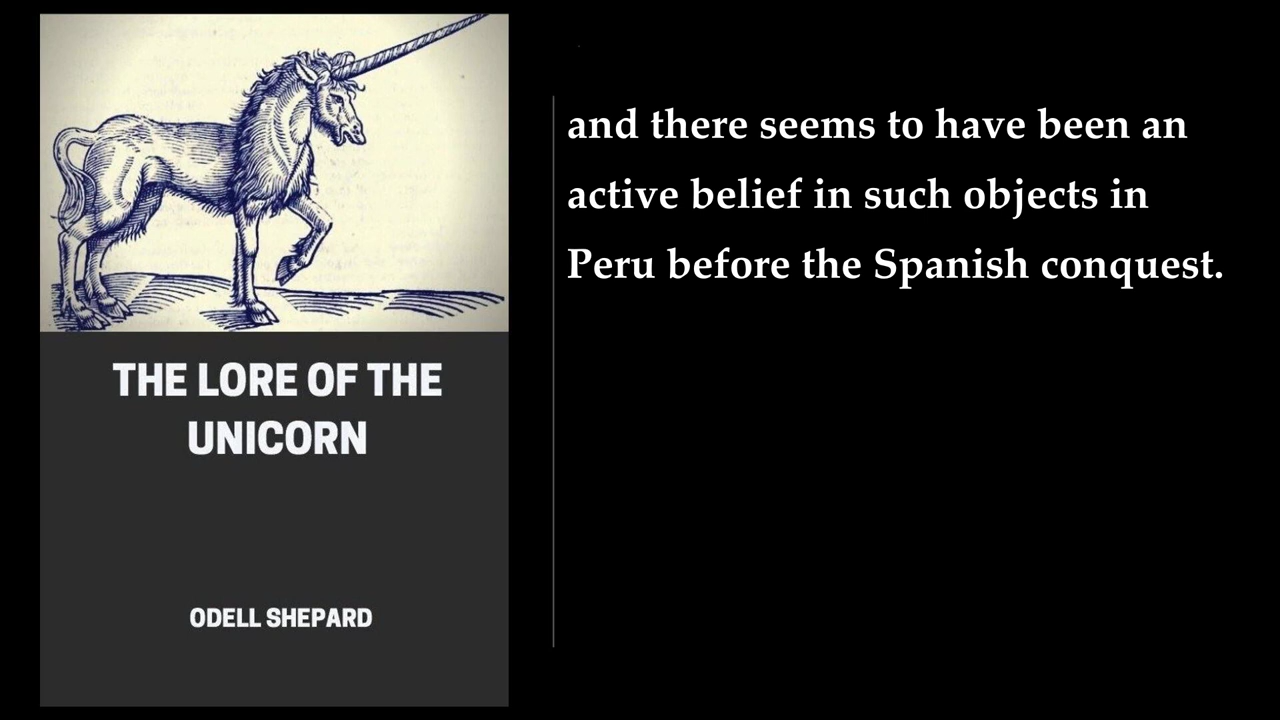 THE LORE OF THE
UNICORN
ODELL SHEPARD
and there seems to have been an
active belief in such objects in
Peru before the Spanish conquest.